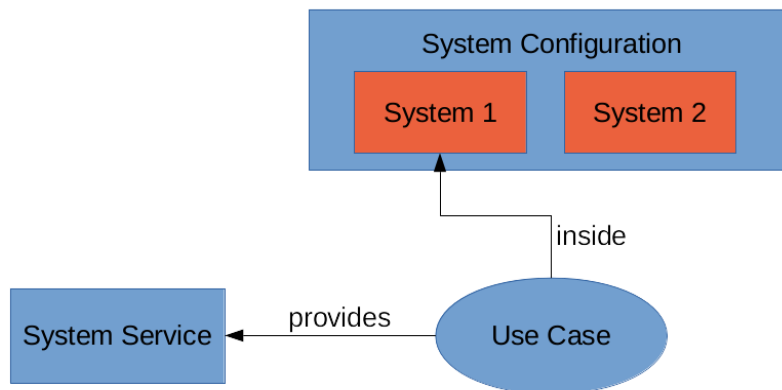 System Configuration
System 1
System 2
inside
provides
System Service
Use Case